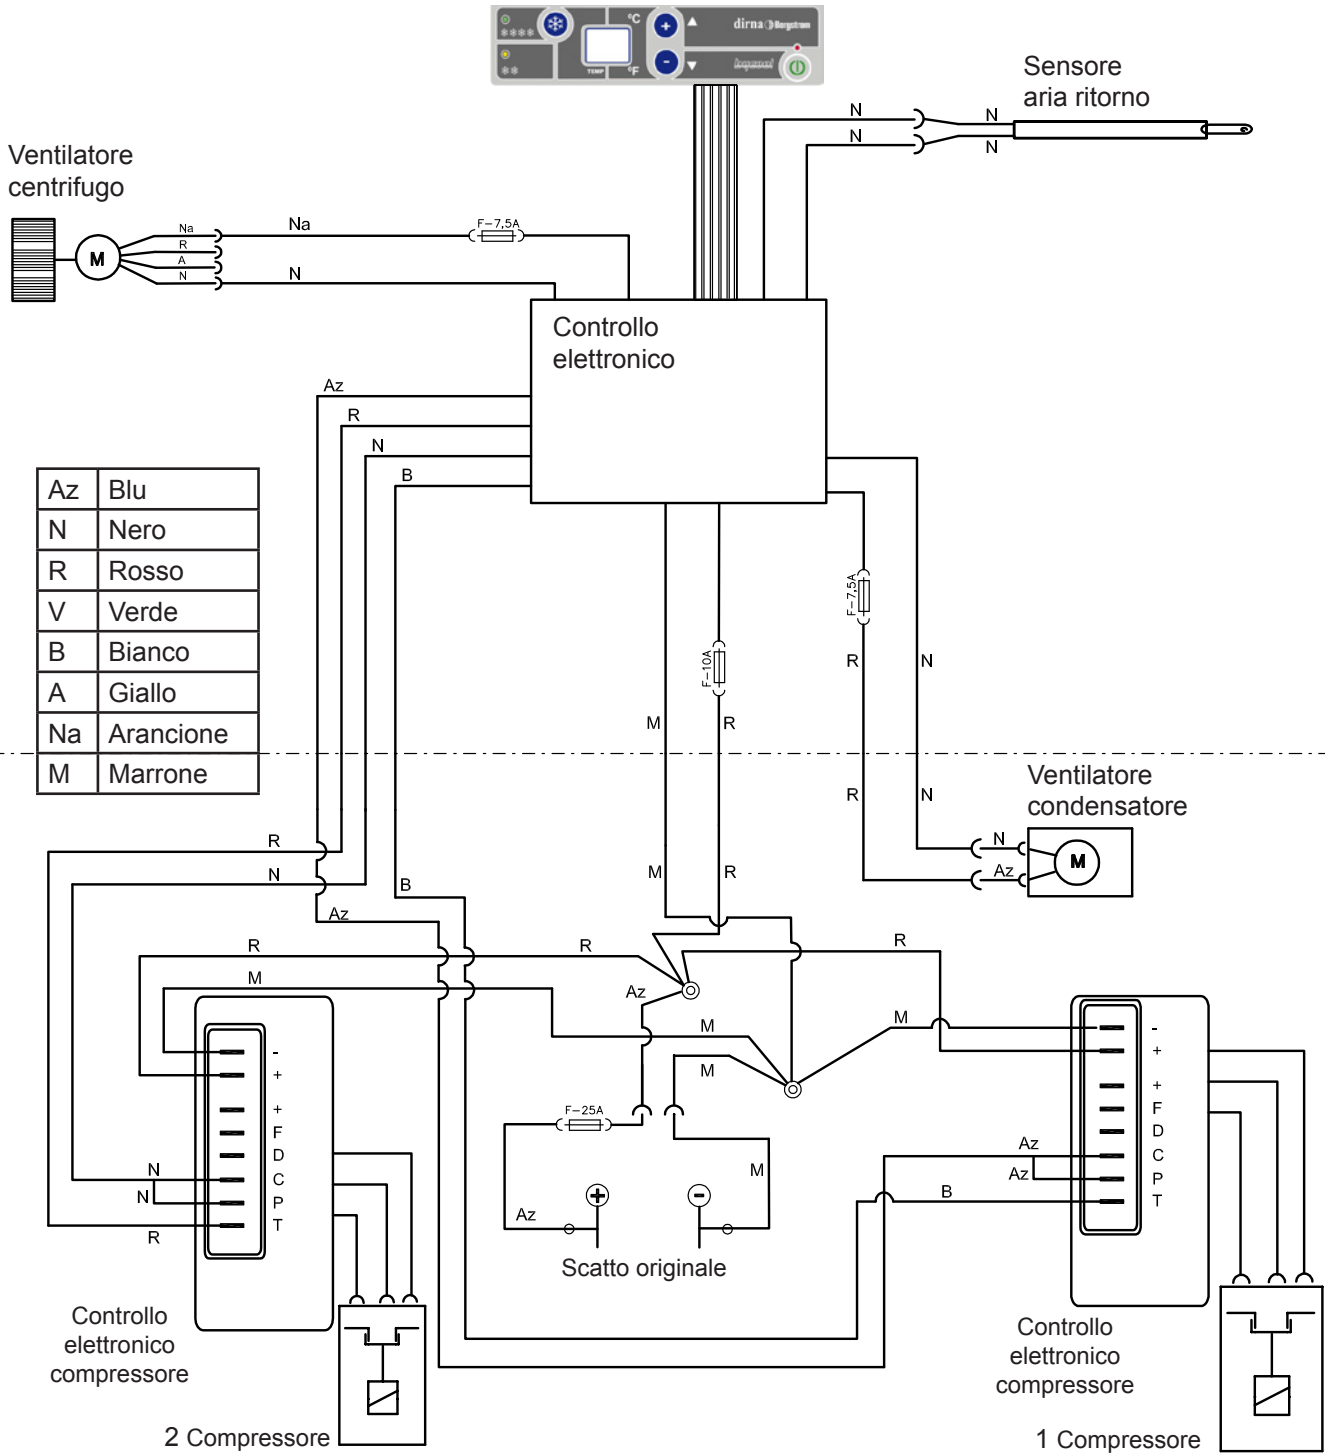 °C
dirna Bergstrom
TEMP
°F
Sensore
aria ritorno
N
N
N
N
Ventilatore
centrifugo
M
Na
R
A
N
Na
N
F-7,5A
Controllo
elettronico
Az
R
N
B
Az Blu
N Nero
R Rosso
V Verde
B Bianco
A Giallo
Na Arancione
M Marrone
F-7,5A
F-10A
R
N
M
R
Ventilatore
condensatore
R
N
N
Az
M
R
N
M
R
B
Az
R
R
R
M
Az
M
M
M
-
+
+
F
D
C
P
T
N
N
R
F-25A
M
+
-
Az
Scatto originale
-
+
+
F
D
C
P
T
Az
Az
B
Controllo
elettronico
compressore
2 Compressore
Controllo
elettronico
compressore
1 Compressore